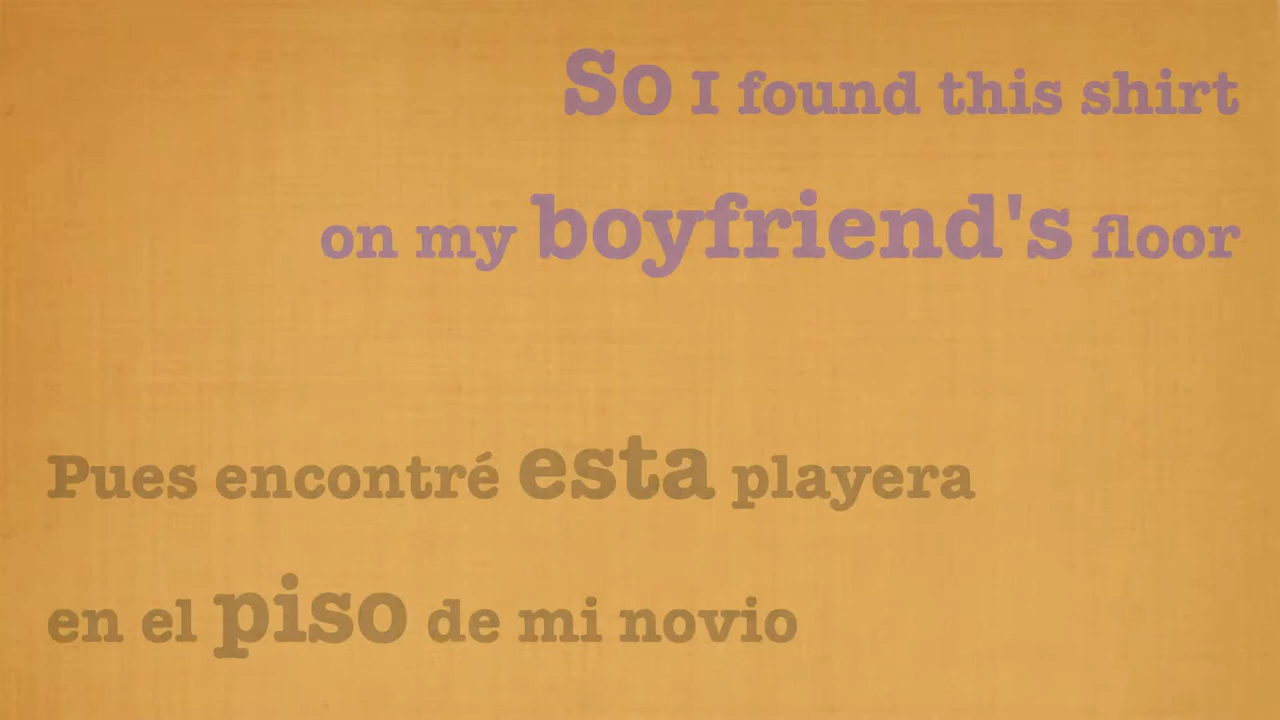 So I found this shirt
on my boyfriend's floor
Pues encontré esta playera
en el piso de mi novio